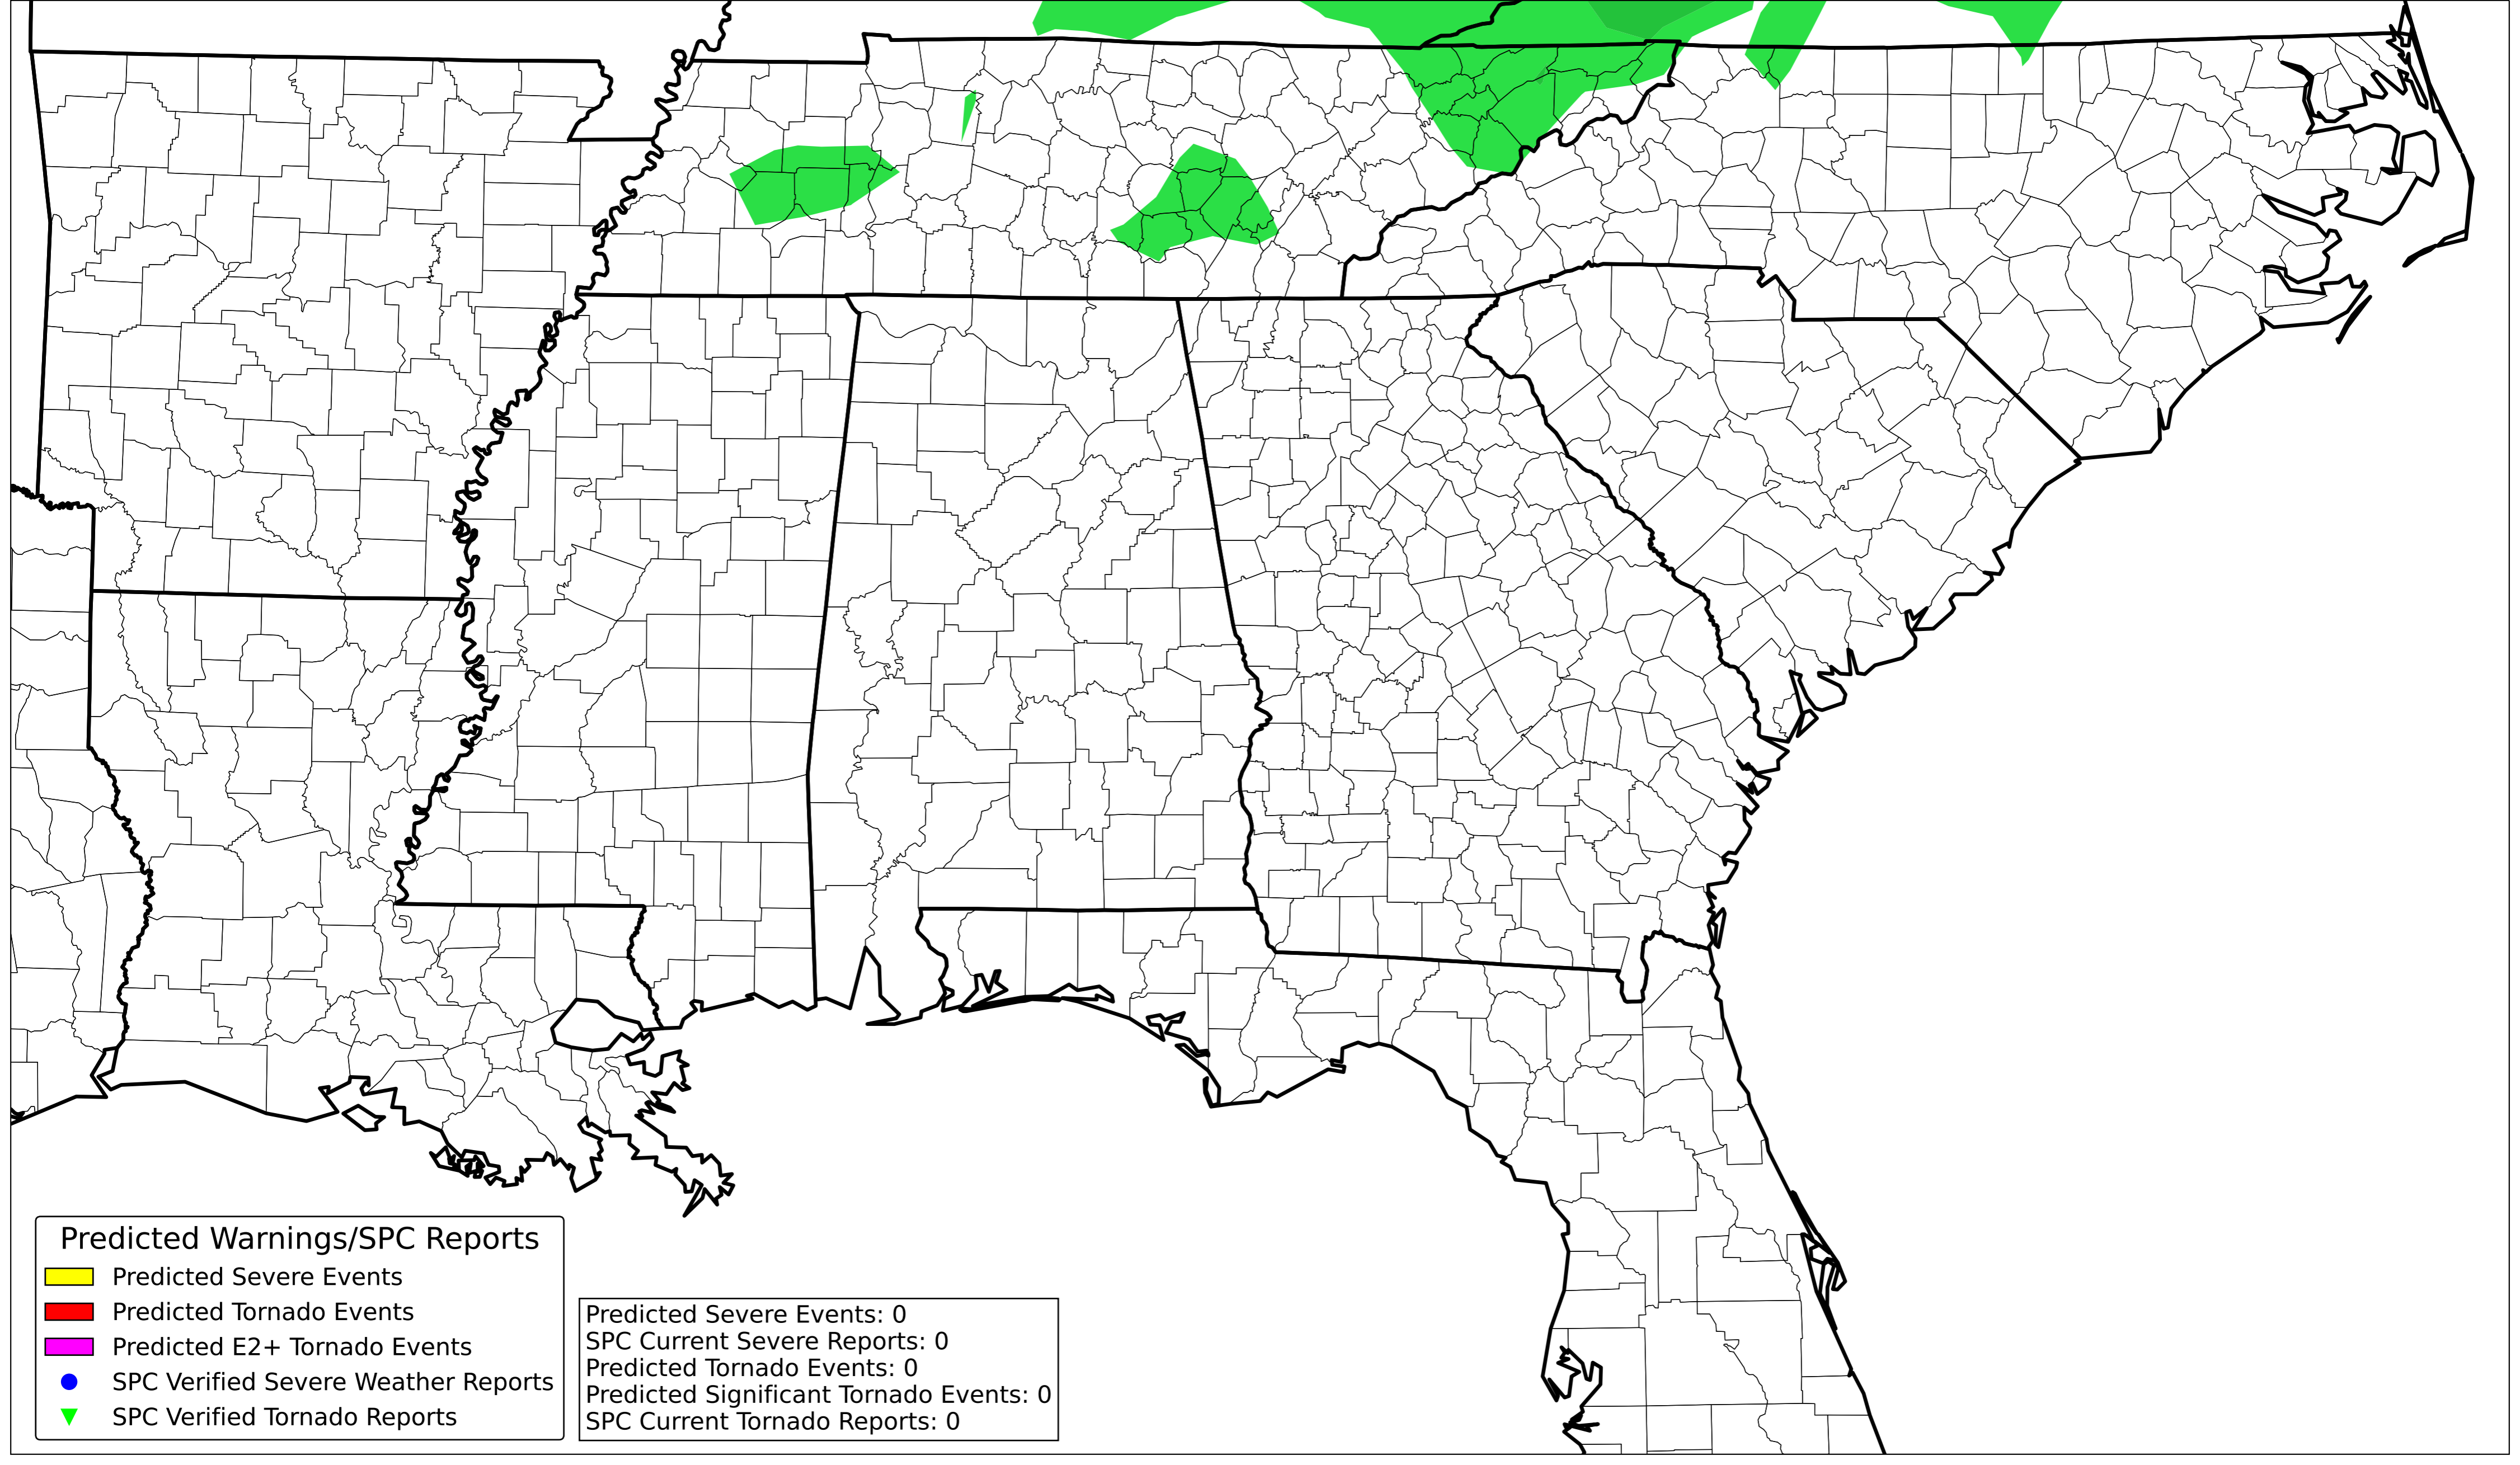 Predicted Warnings/SPC Reports
Predicted Severe Events
Predicted Tornado Events
Predicted E2+ Tornado Events
SPC Verified Severe Weather Reports
SPC Verified Tornado Reports
Predicted Severe Events: 0
SPC Current Severe Reports: 0
Predicted Tornado Events: 0
Predicted Significant Tornado Events: 0
SPC Current Tornado Reports: 0